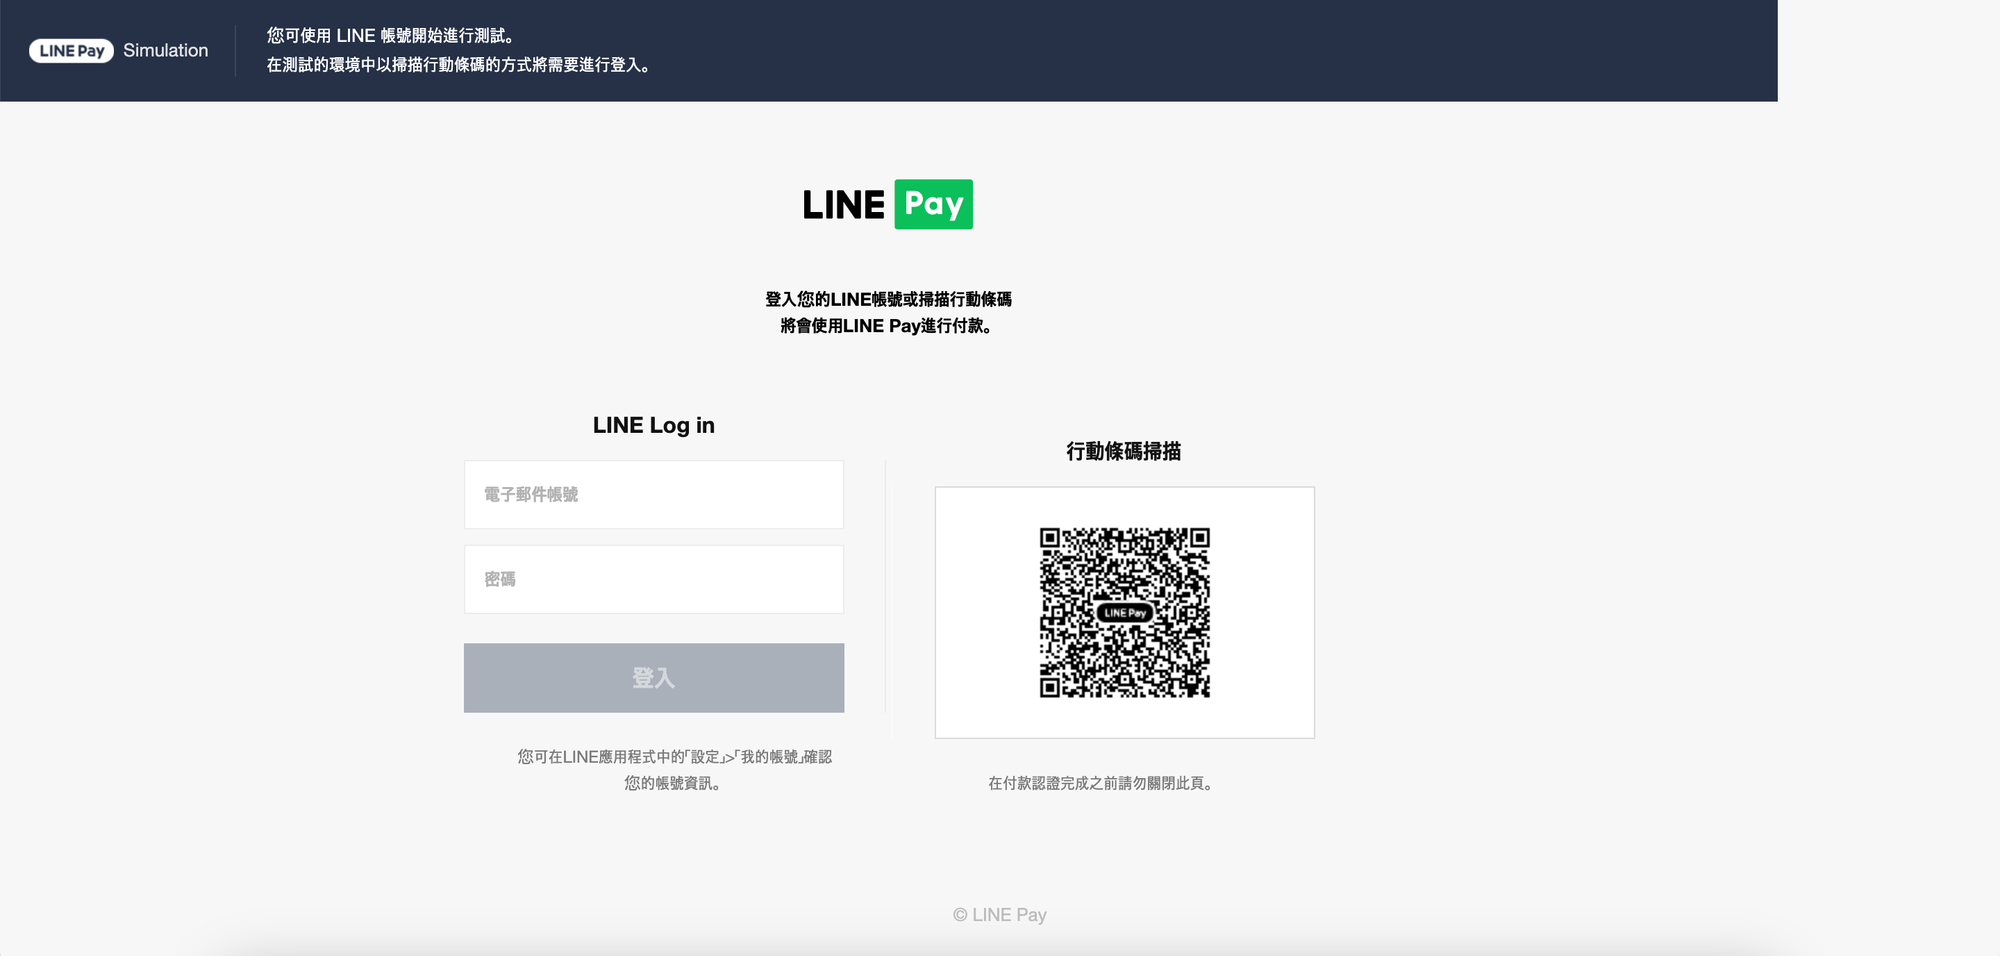 LINE Pay Simulation
您可使用 LINE 帳號開始進行測試。
在測試的環境中以掃描行動條碼的方式將需要進行登入。
LINE Pay
登入您的LINE帳號或掃描行動條碼
將會使用LINE Pay進行付款。
LINE Log in
電子郵件帳號
密碼
登入
您可在LINE應用程式中的「設定」>「我的帳號」確認
您的帳號資訊。
行動條碼掃描
LINE Pay
在付款認證完成之前請勿關閉此頁。
© LINE Pay